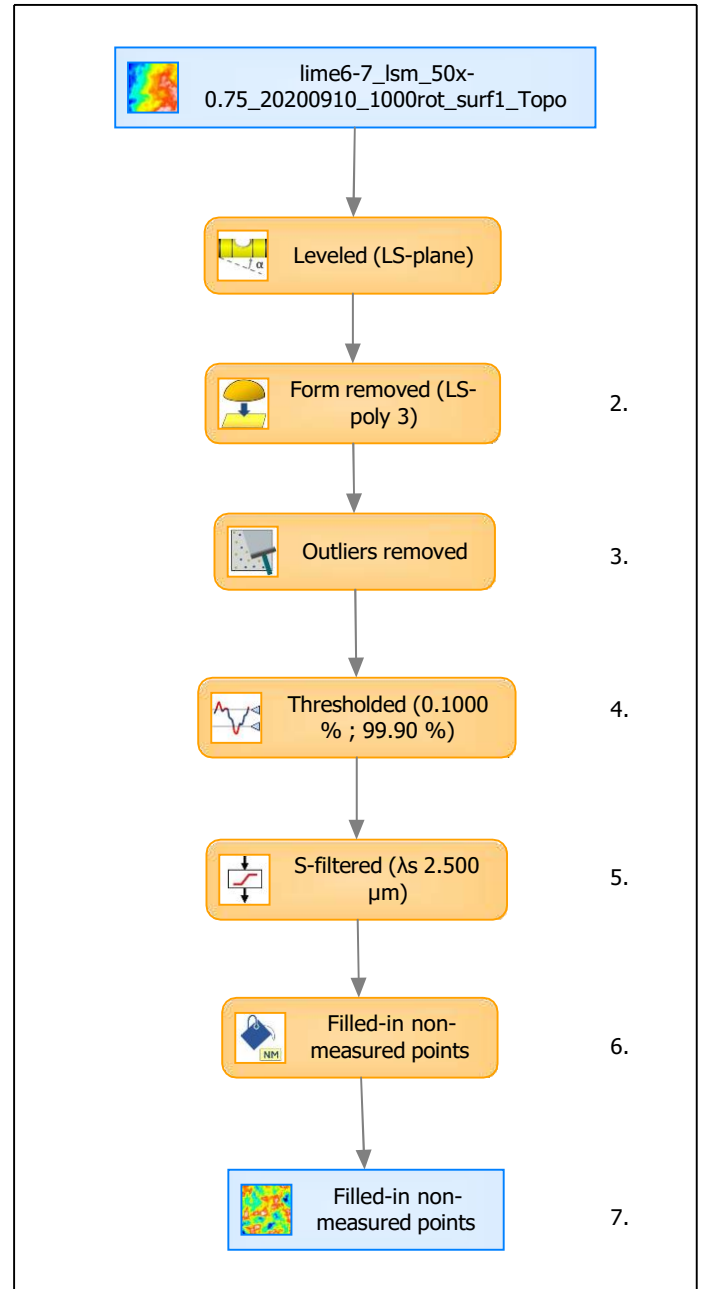 lime6-7_lsm_50x-
0.75_20200910_1000rot_surf1_Topo
α
Leveled (LS-plane)
Form removed (LS-
poly 3)
2.
Outliers removed
3.
Thresholded (0.1000
% ; 99.90 %)
4.
S-filtered (λs 2.500
µm)
5.
NM
Filled-in non-
measured points
6.
Filled-in non-
measured points
7.